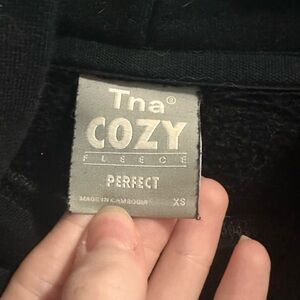 Tna®
COZY
FLEECE
PERFECT
MADE IN CAMBODIA XS